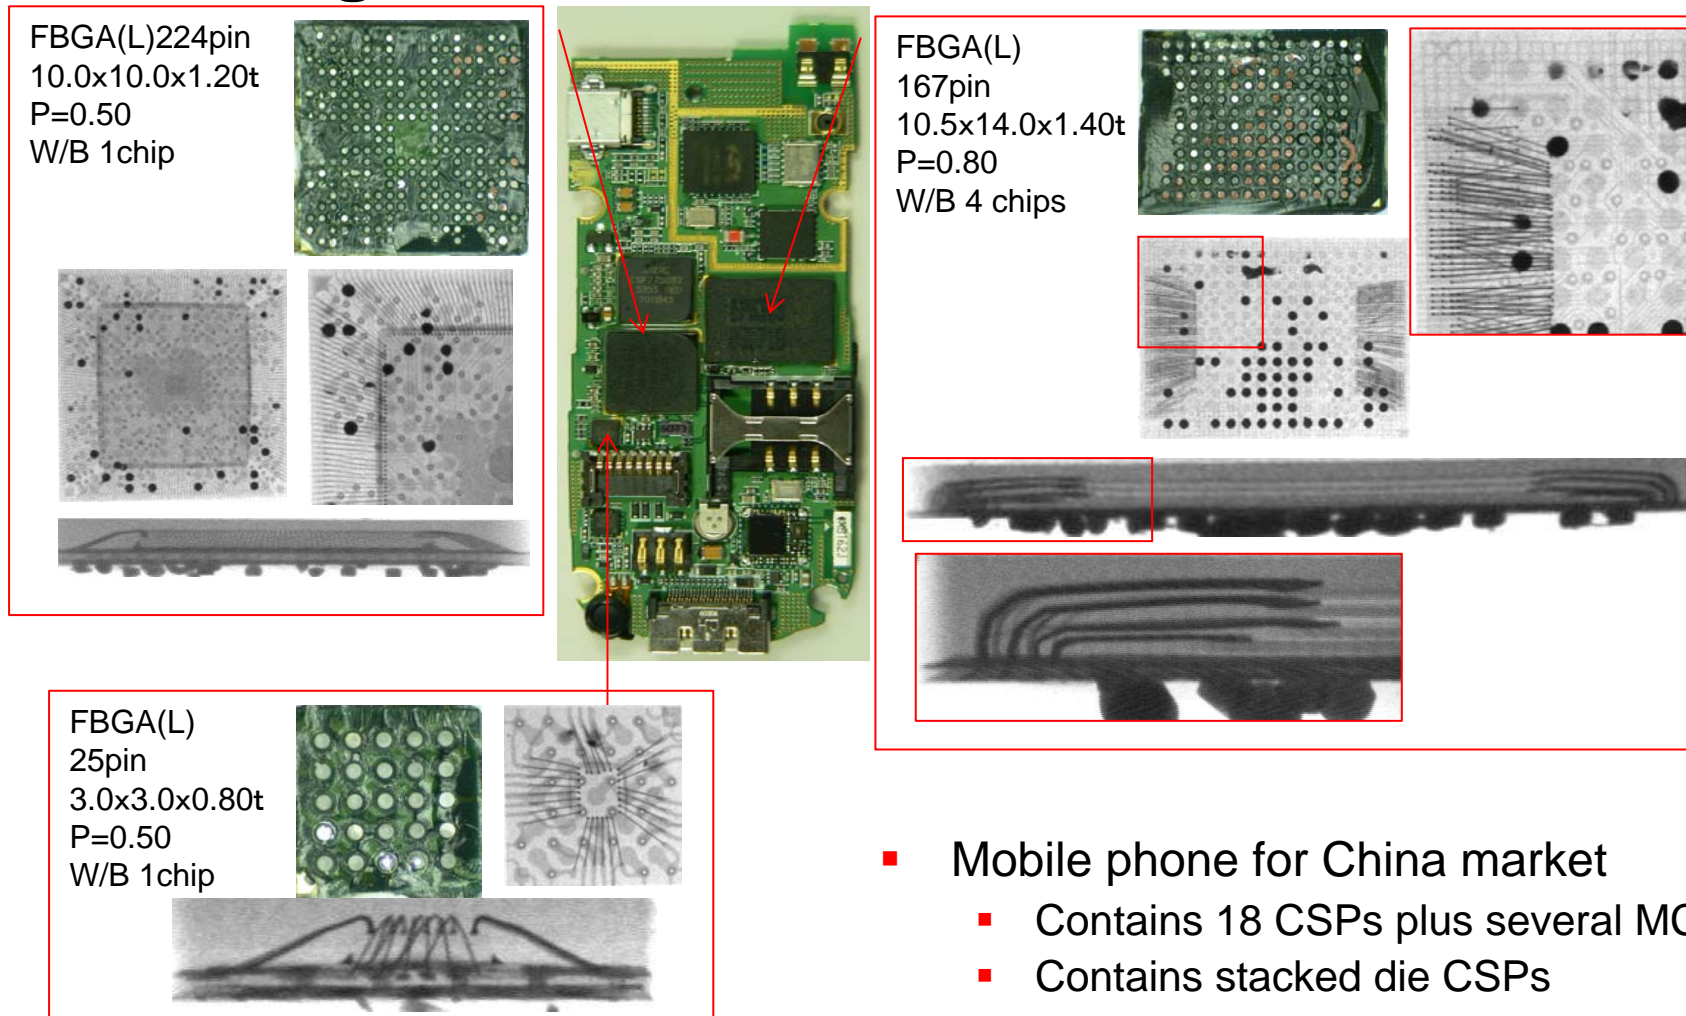 FBGA(L)224pin
10.0x10.0x1.20t
P=0.50
W/B 1chip
FBGA(L)
167pin
10.5x14.0x1.40t
P=0.80
W/B 4 chips
FBGA(L)
25pin
3.0x3.0x0.80t
P=0.50
W/B 1chip
▪ Mobile phone for China market
▪ Contains 18 CSPs plus several
▪ Contains stacked die CSPs